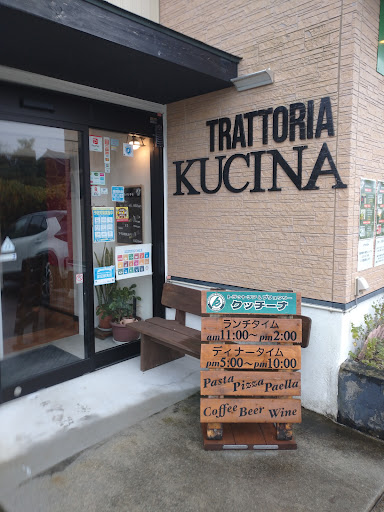 TRATTORIA
KUCINA
クッチーナ
ランチタイム
am11:00〜pm2:00
ディナータイム
pm5:00〜pm10:00
Pasta Pizza Paella
Coffee Beer Wine